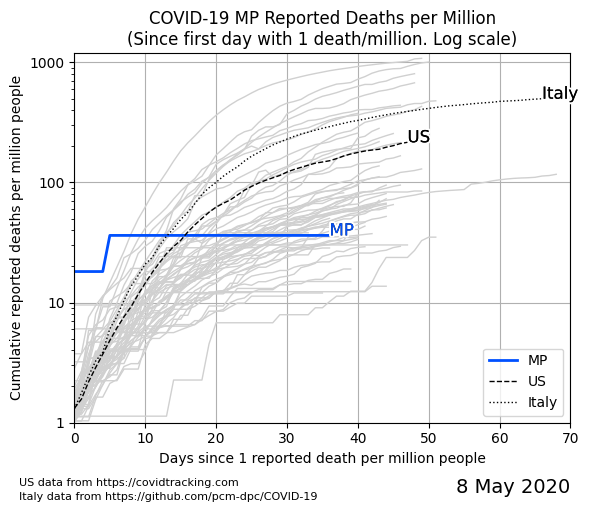 COVID-19 MP Reported Deaths per Million
(Since first day with 1 death/million. Log scale)
Cumulative reported deaths per million people
1000
100
10
1
Italy
US
MP
MP
US
Italy
0 10 20 30 40 50 60 70
Days since 1 reported death per million people
US data from https://covidtracking.com
Italy data from https://github.com/pcm-dpc/COVID-19
8 May 2020